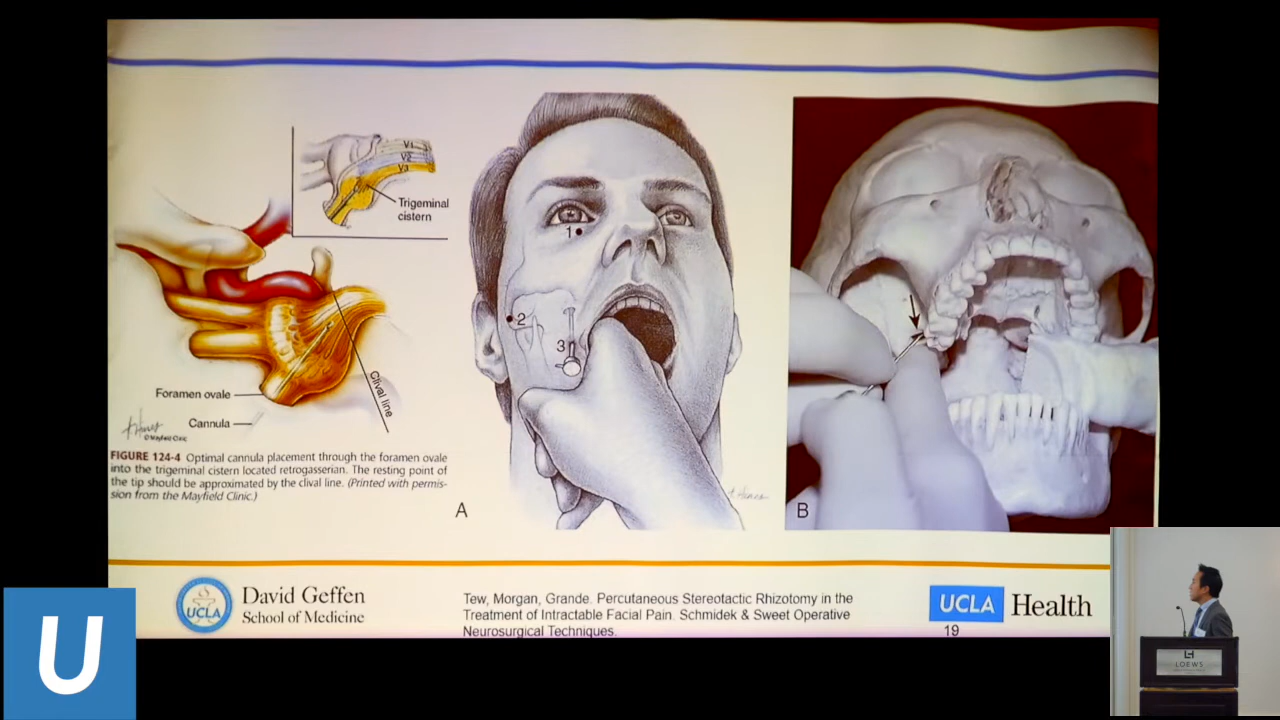 V1
V2
V3
Trigeminal
cistern
Foramen ovale
Cannula
Clival line
© Mayfield Clinic
FIGURE 124-4 Optimal cannula placement through the foramen ovale
into the trigeminal cistern located retrogasserian. The resting point of
the tip should be approximated by the clival line. (Printed with permis-
sion from the Mayfield Clinic.)
1
2
3
A
B
UCLA
David Geffen
School of Medicine
Tew, Morgan, Grande. Percutaneous Stereotactic Rhizotomy in the
Treatment of Intractable Facial Pain. Schmidek & Sweet Operative
Neurosurgical Techniques.
UCLA Health
19
U
LOEWS